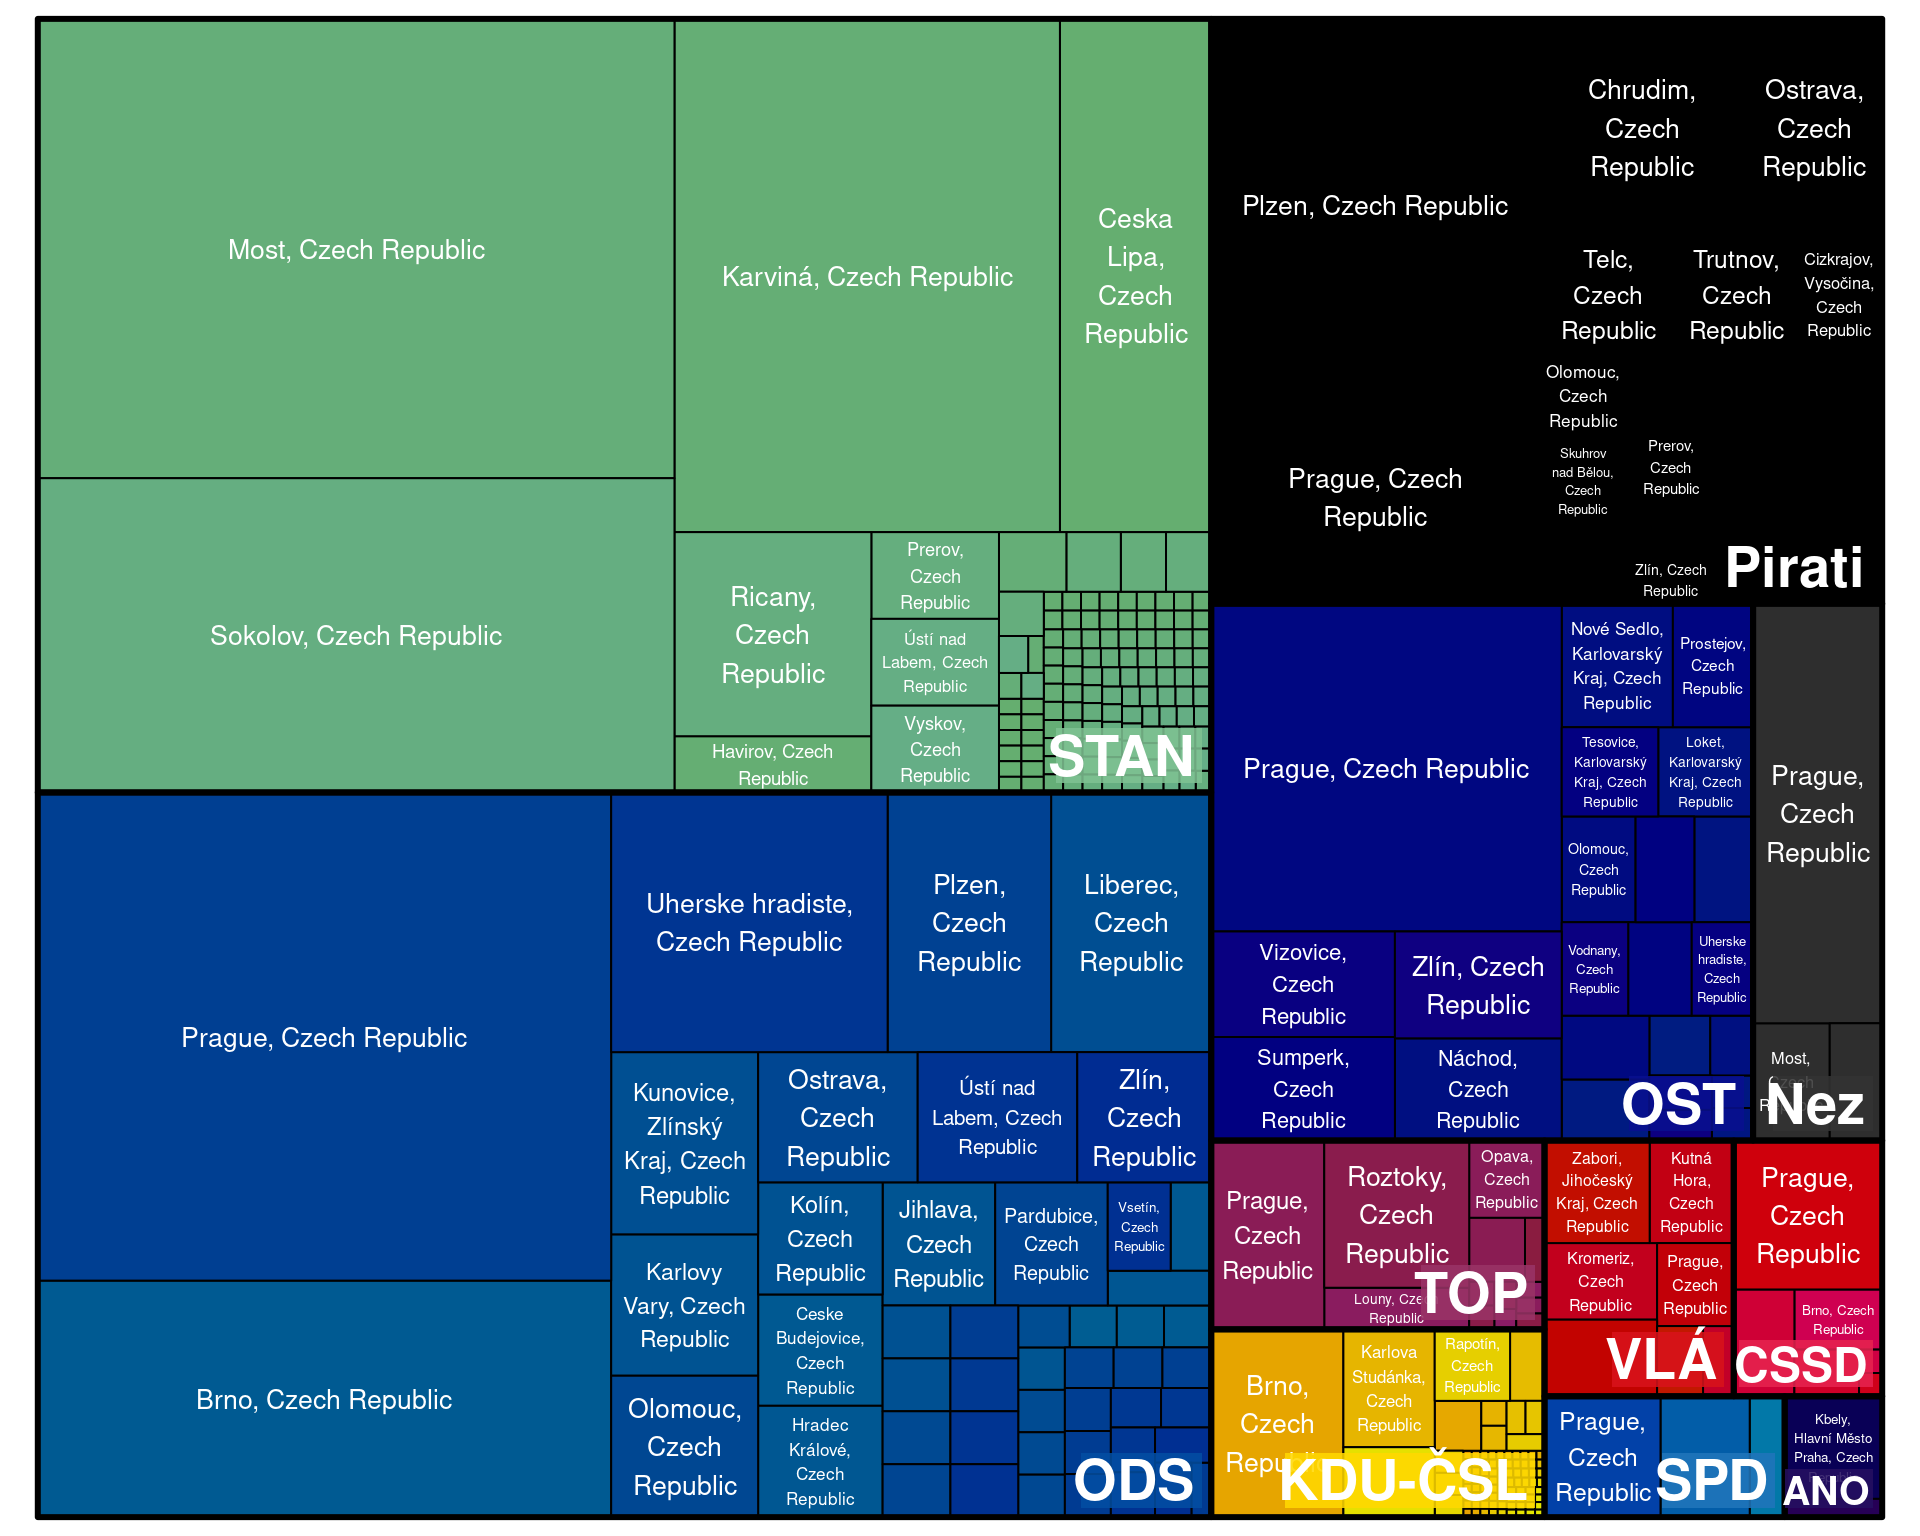 Most, Czech Republic
Sokolov, Czech Republic
Karviná, Czech Republic
Ceska
Lipa,
Czech
Republic
Ricany,
Czech
Republic
Havirov, Czech
Republic
Prerov,
Czech
Republic
Ústí nad
Labem, Czech
Republic
Vyskov,
Czech
Republic
STAN
Plzen, Czech Republic
Prague, Czech
Republic
Chrudim,
Czech
Republic
Ostrava,
Czech
Republic
Telc,
Czech
Republic
Trutnov,
Czech
Republic
Cizkrajov,
Vysočina,
Czech
Republic
Olomouc,
Czech
Republic
Skuhrov
nad Bělou,
Czech
Republic
Prerov,
Czech
Republic
Zlín, Czech
Republic
Pirati
Prague, Czech Republic
Brno, Czech Republic
Uherske hradiste,
Czech Republic
Plzen,
Czech
Republic
Liberec,
Czech
Republic
Kunovice,
Zlínský
Kraj, Czech
Republic
Karlovy
Vary, Czech
Republic
Olomouc,
Czech
Republic
Ostrava,
Czech
Republic
Ústí nad
Labem, Czech
Republic
Zlín,
Czech
Republic
Kolín,
Czech
Republic
Ceske
Budejovice,
Czech
Republic
Hradec
Králové,
Czech
Republic
Jihlava,
Czech
Republic
Pardubice,
Czech
Republic
Vsetín,
Czech
Republic
ODS
Prague, Czech Republic
Vizovice,
Czech
Republic
Zlín, Czech
Republic
Sumperk,
Czech
Republic
Náchod,
Czech
Republic
Nové Sedlo,
Karlovarský
Kraj, Czech
Republic
Prostejov,
Czech
Republic
Tesovice,
Karlovarský
Kraj, Czech
Republic
Loket,
Karlovarský
Kraj, Czech
Republic
Olomouc,
Czech
Republic
Vodnany,
Czech
Republic
Uherske
hradiste,
Czech
Republic
OST
Prague,
Czech
Republic
Most,
Czech
Nez
Prague,
Czech
Republic
Roztoky,
Czech
Republic
Opava,
Czech
Republic
Louny, Czech
Republic
TOP
Zabori,
Jihočeský
Kraj, Czech
Republic
Kutná
Hora,
Czech
Republic
Kromeriz,
Czech
Republic
Prague,
Czech
Republic
VLÁ
Prague,
Czech
Republic
Brno, Czech
Republic
CSSD
Brno,
Czech
Republic
Karlova
Studánka,
Czech
Republic
Rapotín,
Czech
Republic
KDU-ČSL
Prague,
Czech
Republic
SPD
Kbely,
Hlavní Město
Praha, Czech
Republic
ANO